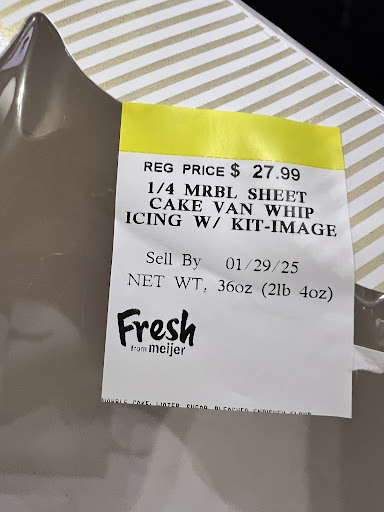 REG PRICE $ 27.99
1/4 MRBL SHEET
CAKE VAN WHIP
ICING W/ KIT-IMAGE
Sell By 01/29/25
NET WT, 36oz (2lb 4oz)
Fresh
from meijer